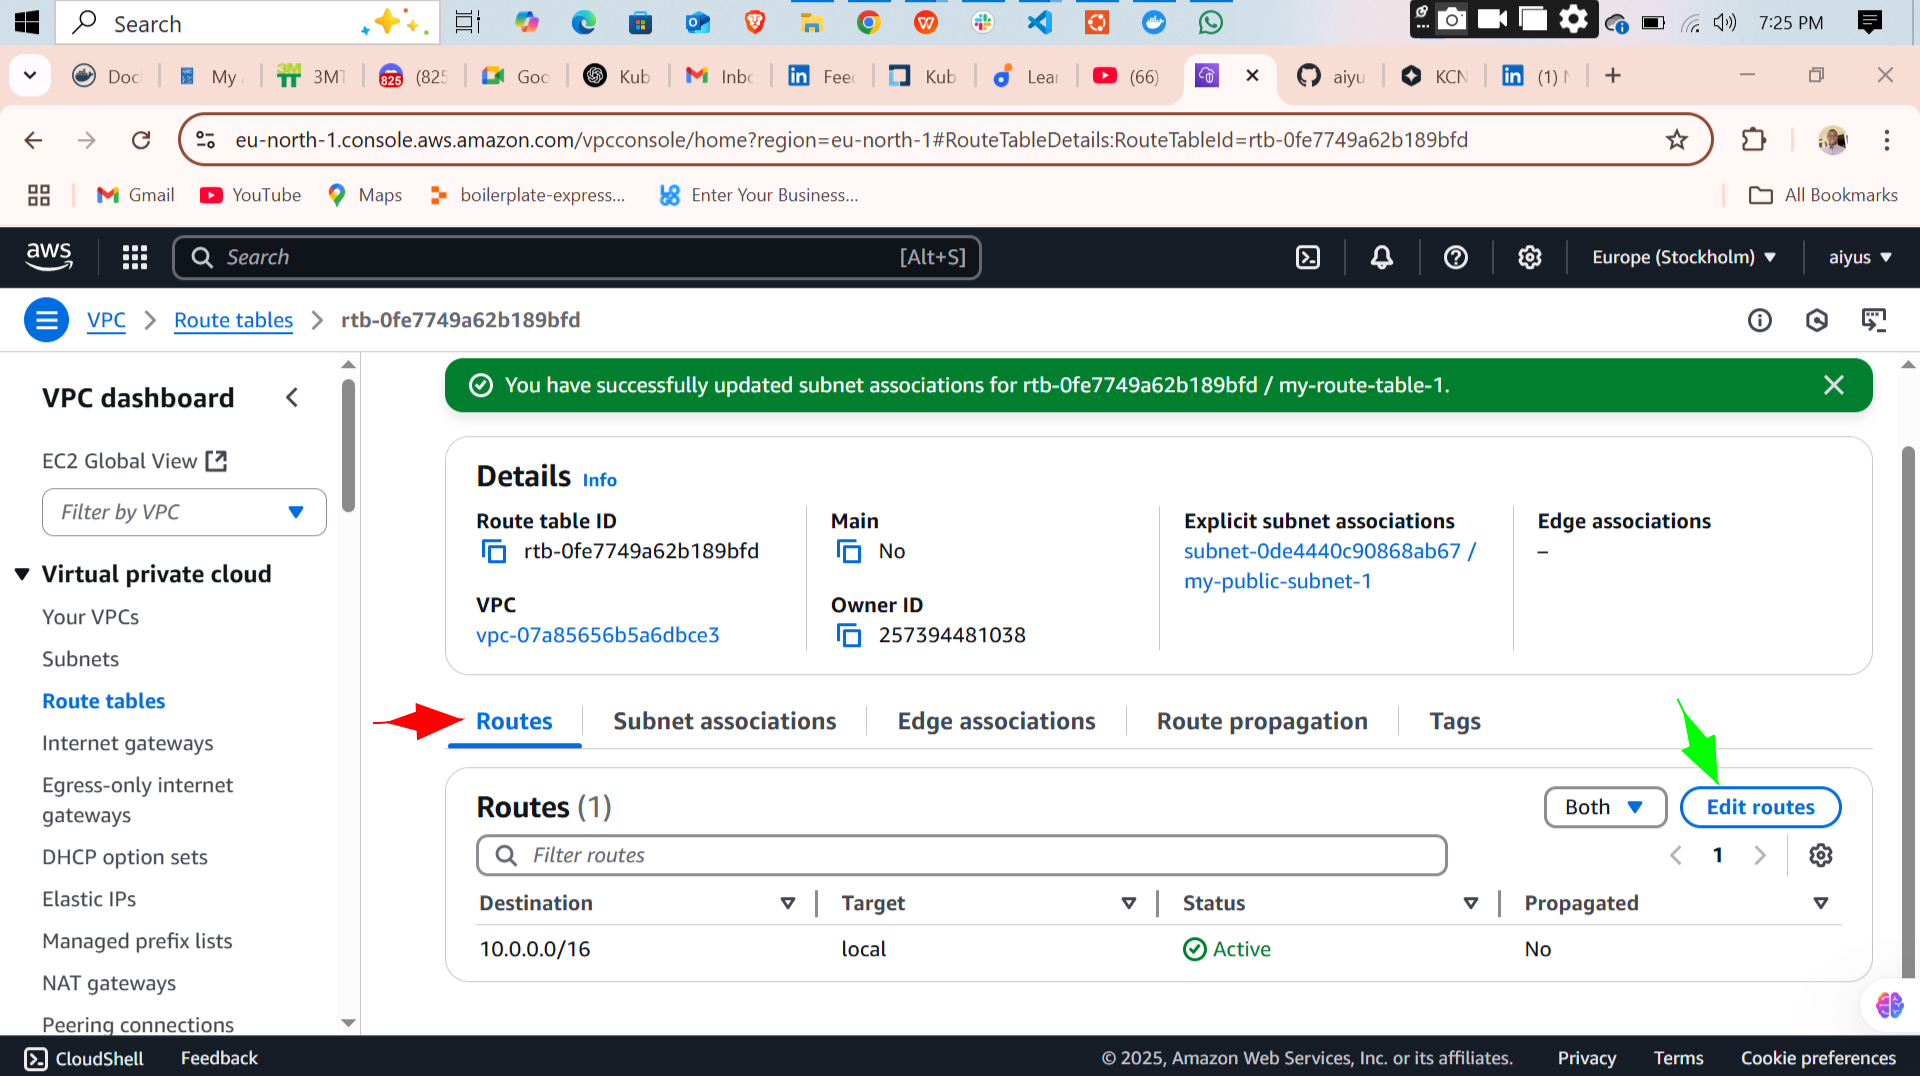 Search
7:25 PM
Doc
My
3MT
(825
Goo
Kub
Inbc
Feed
Kub
Lear
(66)
aiyu
KCN
(1)
eu-north-1.console.aws.amazon.com/vpcconsole/home?region=eu-north-1#RouteTableDetails:RouteTableId=rtb-0fe7749a62b189bfd
Gmail YouTube Maps boilerplate-express... Enter Your Business... All Bookmarks
aws Search [Alt+S] Europe (Stockholm) aiyus
VPC Route tables rtb-0fe7749a62b189bfd
VPC dashboard
EC2 Global View
Filter by VPC
Virtual private cloud
Your VPCs
Subnets
Route tables
Internet gateways
Egress-only internet
gateways
DHCP option sets
Elastic IPs
Managed prefix lists
NAT gateways
Peering connections
You have successfully updated subnet associations for rtb-0fe7749a62b189bfd / my-route-table-1.
Details Info
Route table ID
rtb-0fe7749a62b189bfd
VPC
vpc-07a85656b5a6dbce3
Main
No
Owner ID
257394481038
Explicit subnet associations
subnet-0de4440c90868ab67 /
my-public-subnet-1
Edge associations
–
Routes Subnet associations Edge associations Route propagation Tags
Routes (1) Both Edit routes
Filter routes 1
Destination Target Status Propagated
10.0.0.0/16 local Active No
CloudShell Feedback © 2025, Amazon Web Services, Inc. or its affiliates. Privacy Terms Cookie preferences